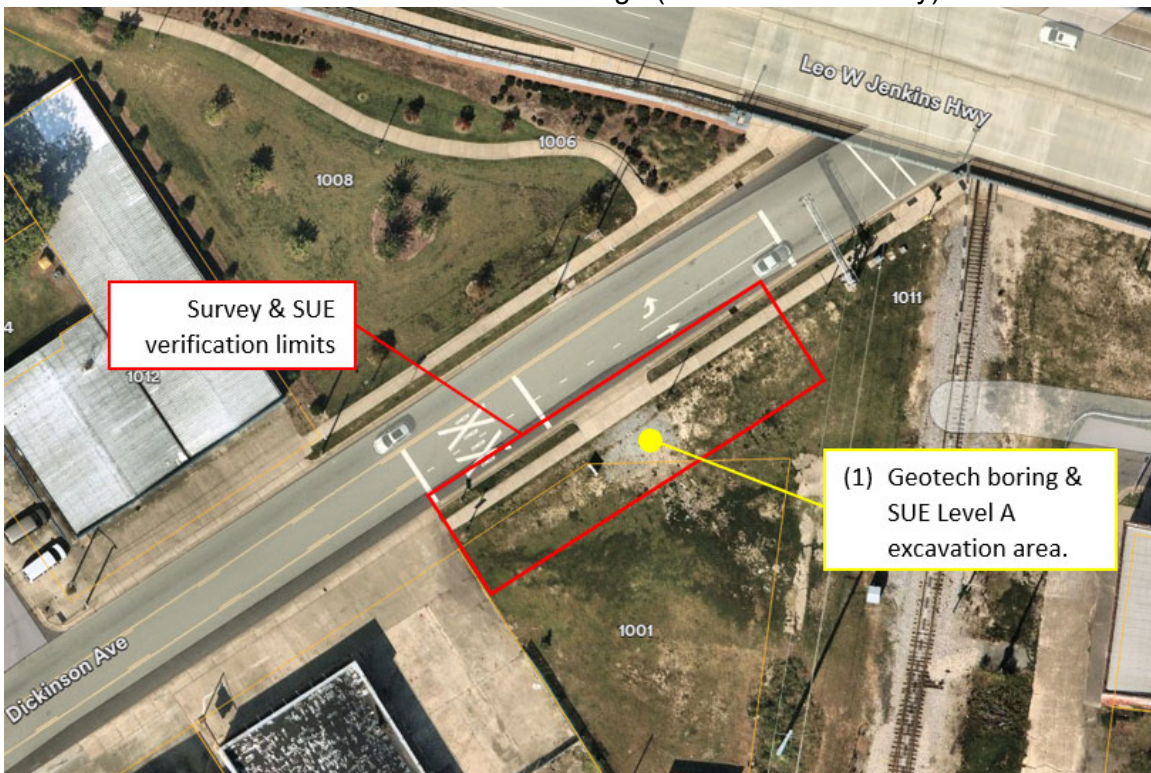 Leo W Jenkins Hwy
1006
1008
Survey & SUE
verification limits
1011
1012
(1) Geotech boring &
SUE Level A
excavation area.
1001
Dickinson Ave